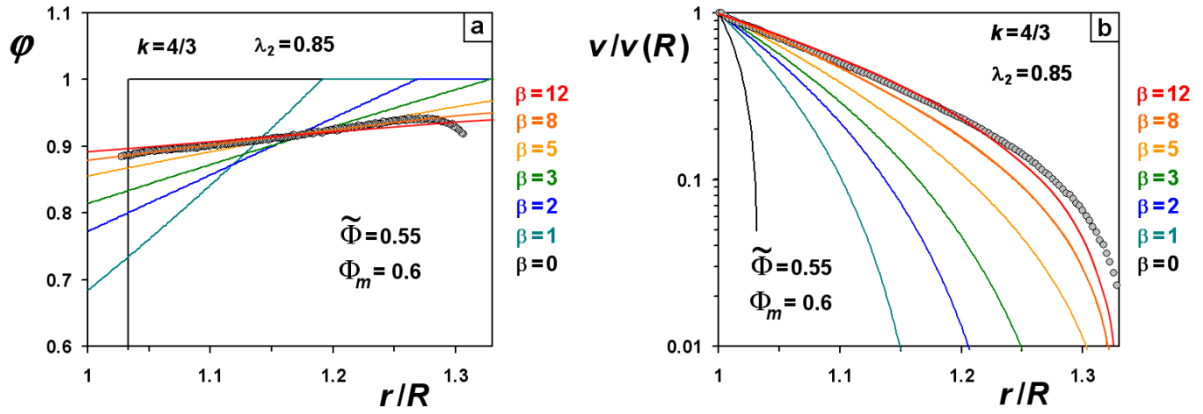 a
k=4/3 λ₂=0.85
φ
1
0.9
0.8
0.7
0.6
Φ̃=0.55
Φₘ = 0.6
1 1.1 1.2 1.3
r/R
β=12
β=8
β=5
β=3
β=2
β=1
β=0
b
v/v(R)
k=4/3
λ₂=0.85
1
0.1
0.01
Φ̃=0.55
Φₘ = 0.6
1 1.1 1.2 1.3
r/R
β=12
β=8
β=5
β=3
β=2
β=1
β=0